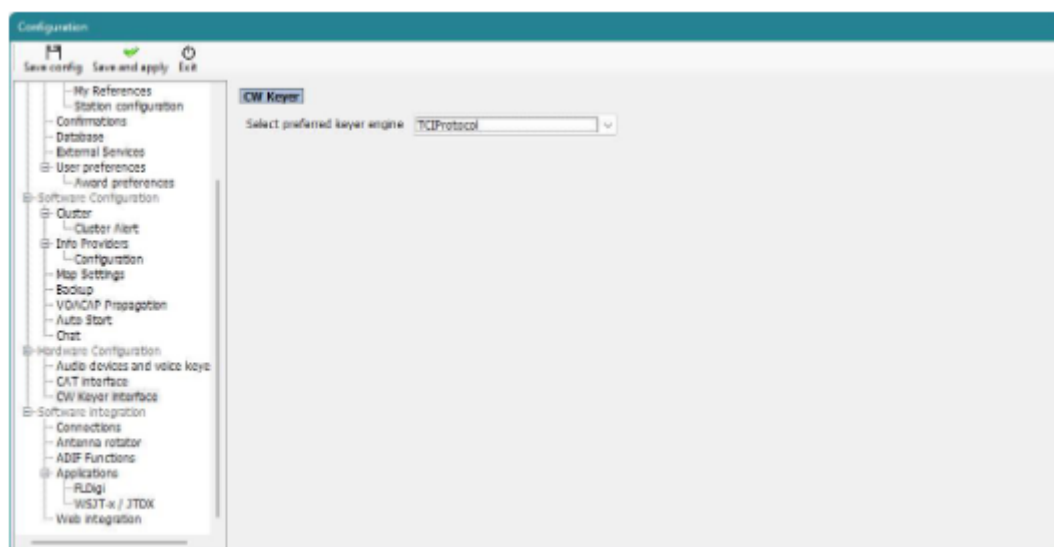 Configuration
Save config Save and apply Exit
My References
Station configuration
Confirmations
Database
External Services
User preferences
Award preferences
Software Configuration
Cluster
Cluster Alert
Info Providers
Configuration
Map Settings
Backup
VOACAP Propagation
Auto Start
Chat
Hardware Configuration
Audio devices and voice keye
CAT interface
CW Keyer interface
Software integration
Connections
Antenna rotator
ADIF Functions
Applications
FLDigi
WSJT-x / JTDX
Web integration
CW Keyer
Select preferred keyer engine TCIProtocol